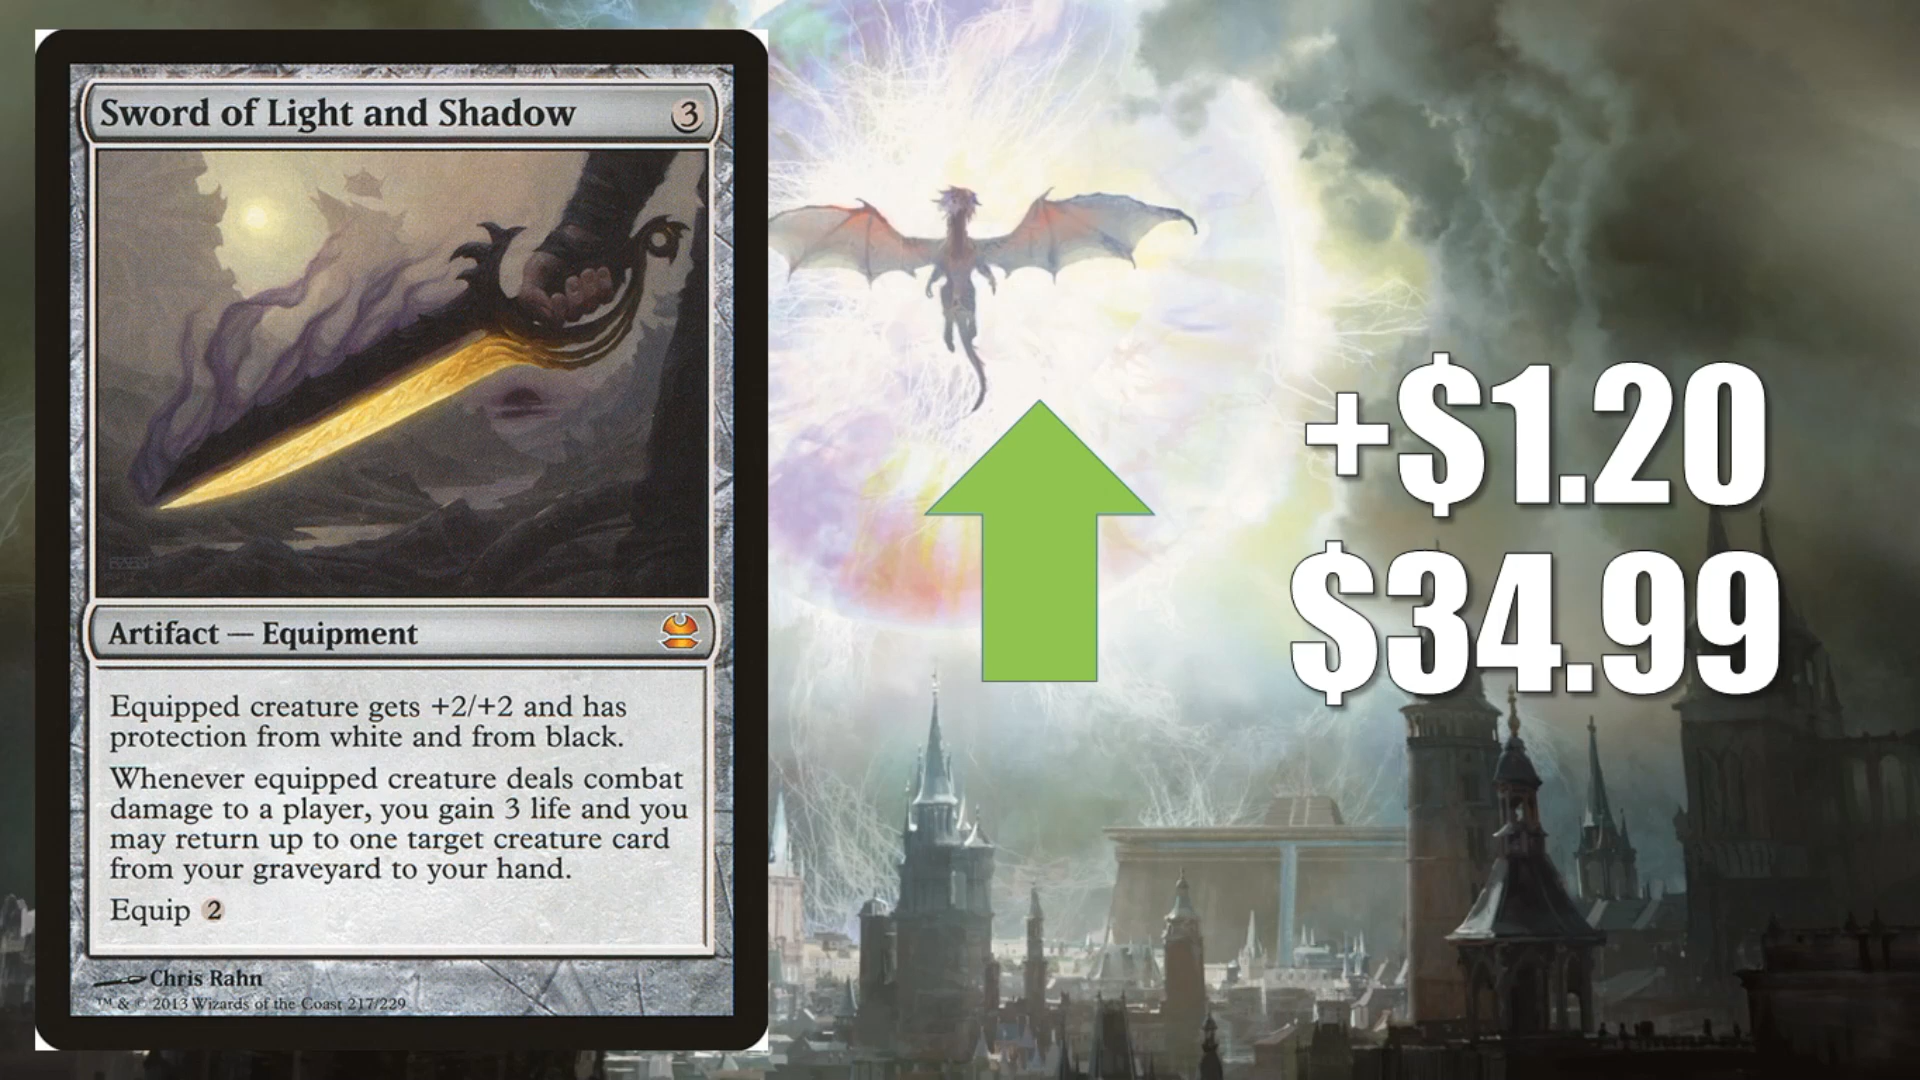 Sword of Light and Shadow 3
Artifact — Equipment
Equipped creature gets +2/+2 and has
protection from white and from black.
Whenever equipped creature deals combat
damage to a player, you gain 3 life and you
may return up to one target creature card
from your graveyard to your hand.
Equip 2
Chris Rahn
™ & © 2013 Wizards of the Coast 217/229
+$1.20
$34.99